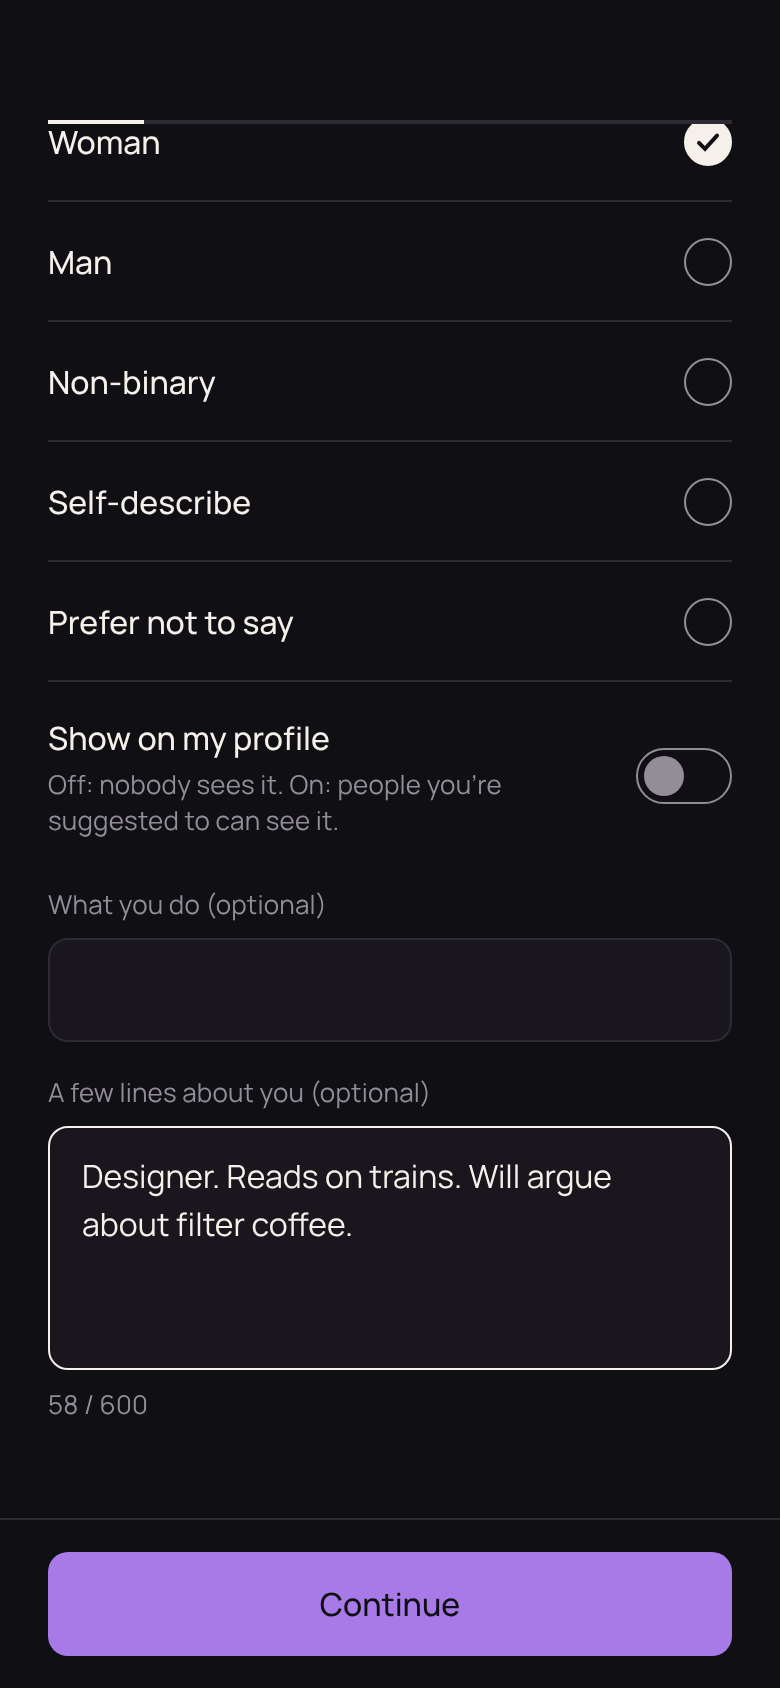 Woman
Man
Non-binary
Self-describe
Prefer not to say
Show on my profile
Off: nobody sees it. On: people you’re
suggested to can see it.
What you do (optional)
A few lines about you (optional)
Designer. Reads on trains. Will argue
about filter coffee.
58 / 600
Continue